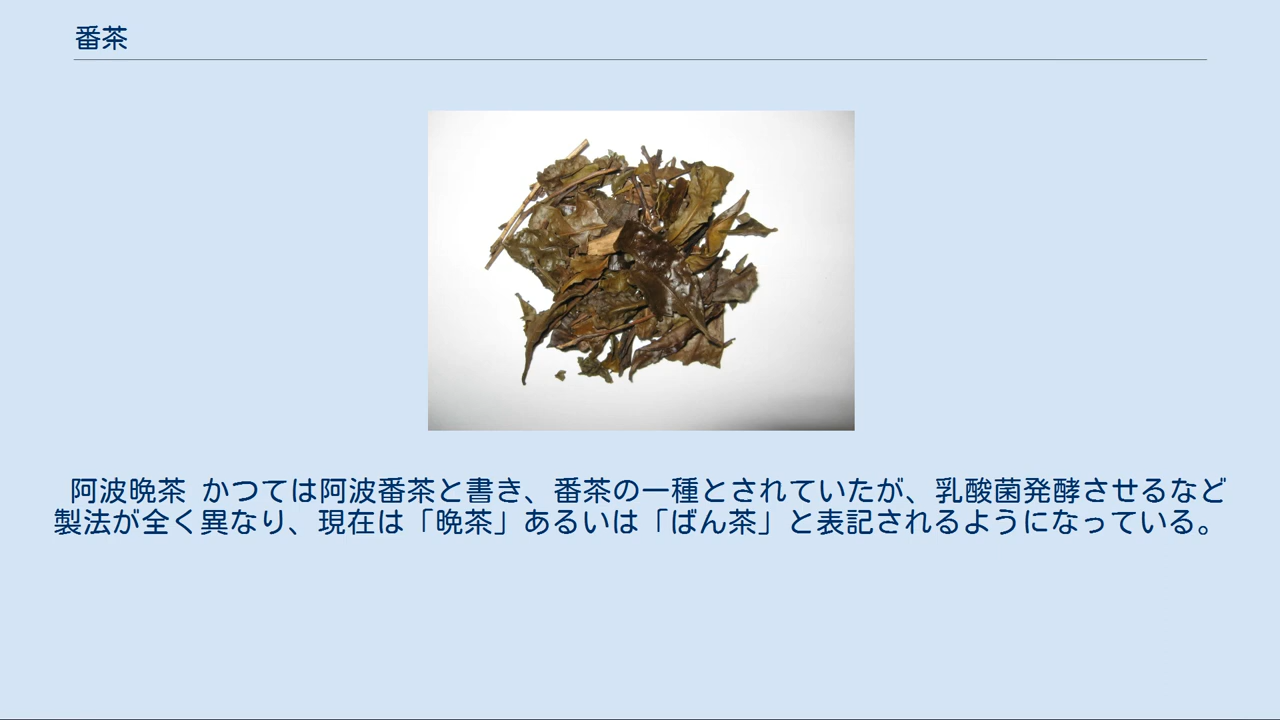 番茶
阿波晩茶 かつては阿波番茶と書き、番茶の一種とされていたが、乳酸菌発酵させるなど
製法が全く異なり、現在は「晩茶」あるいは「ばん茶」と表記されるようになっている。